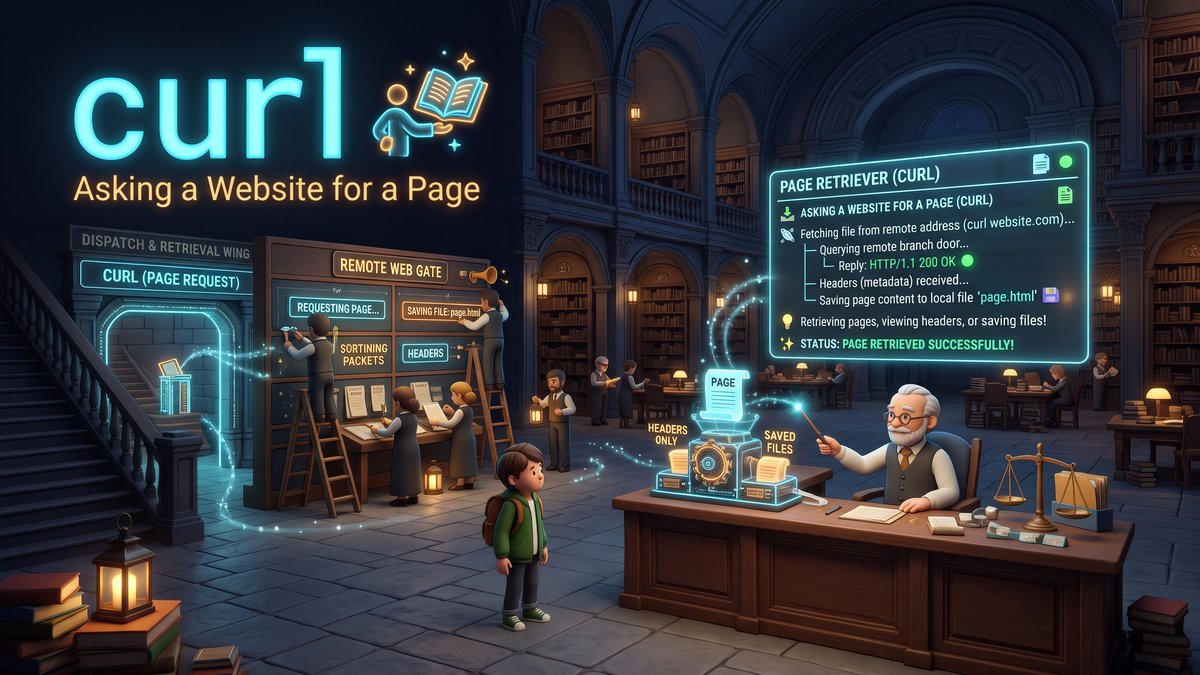 curl
Asking a Website for a Page
DISPATCH & RETRIEVAL WING
CURL (PAGE REQUEST)
REMOTE WEB GATE
REQUESTING PAGE...
SAVING FILE: page.html
SORTINING
PACKETS
HEADERS
PAGE
HEADERS
ONLY
SAVED
FILES
PAGE RETRIEVER (CURL)
ASKING A WEBSITE FOR A PAGE (CURL)
Fetching file from remote address (curl website.com)...
Querying remote branch door...
Reply: HTTP/1.1 200 OK
Headers (metadata) received...
Saving page content to local file 'page.html'
Retrieving pages, viewing headers, or saving files!
STATUS: PAGE RETRIEVED SUCCESSFULLY!